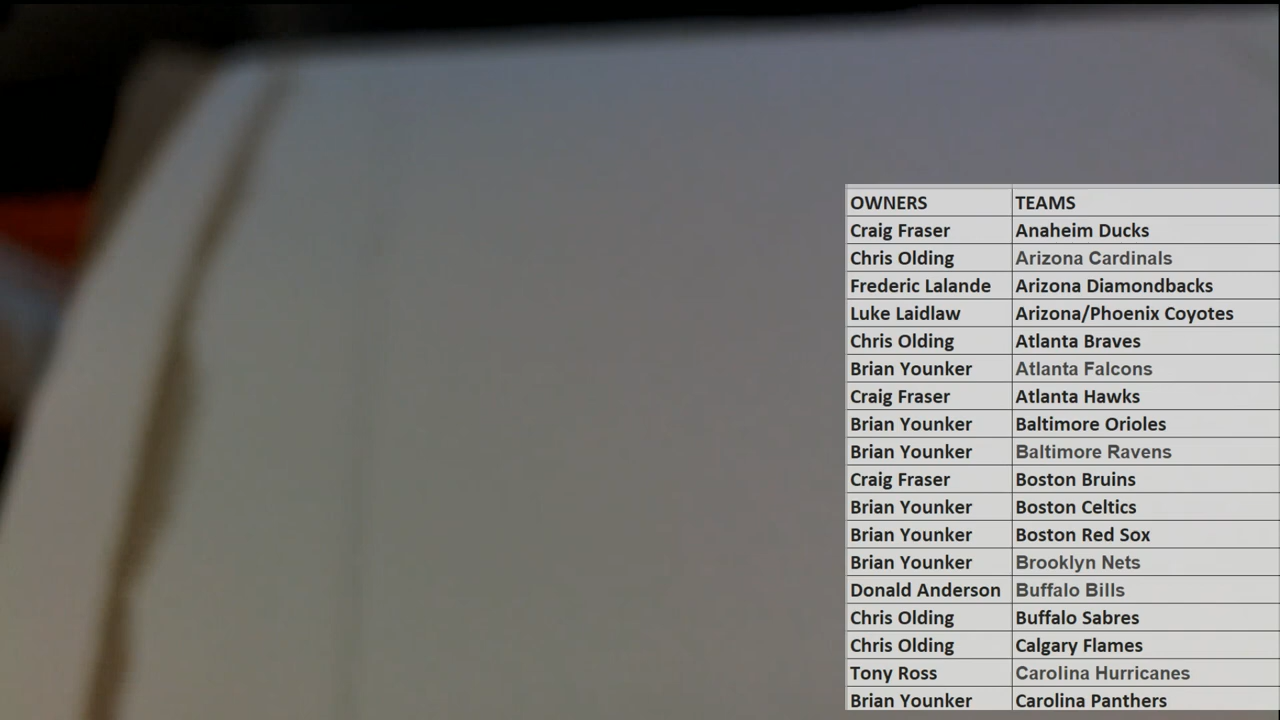 OWNERS TEAMS
Craig Fraser Anaheim Ducks
Chris Olding Arizona Cardinals
Frederic Lalande Arizona Diamondbacks
Luke Laidlaw Arizona/Phoenix Coyotes
Chris Olding Atlanta Braves
Brian Younker Atlanta Falcons
Craig Fraser Atlanta Hawks
Brian Younker Baltimore Orioles
Brian Younker Baltimore Ravens
Craig Fraser Boston Bruins
Brian Younker Boston Celtics
Brian Younker Boston Red Sox
Brian Younker Brooklyn Nets
Donald Anderson Buffalo Bills
Chris Olding Buffalo Sabres
Chris Olding Calgary Flames
Tony Ross Carolina Hurricanes
Brian Younker Carolina Panthers